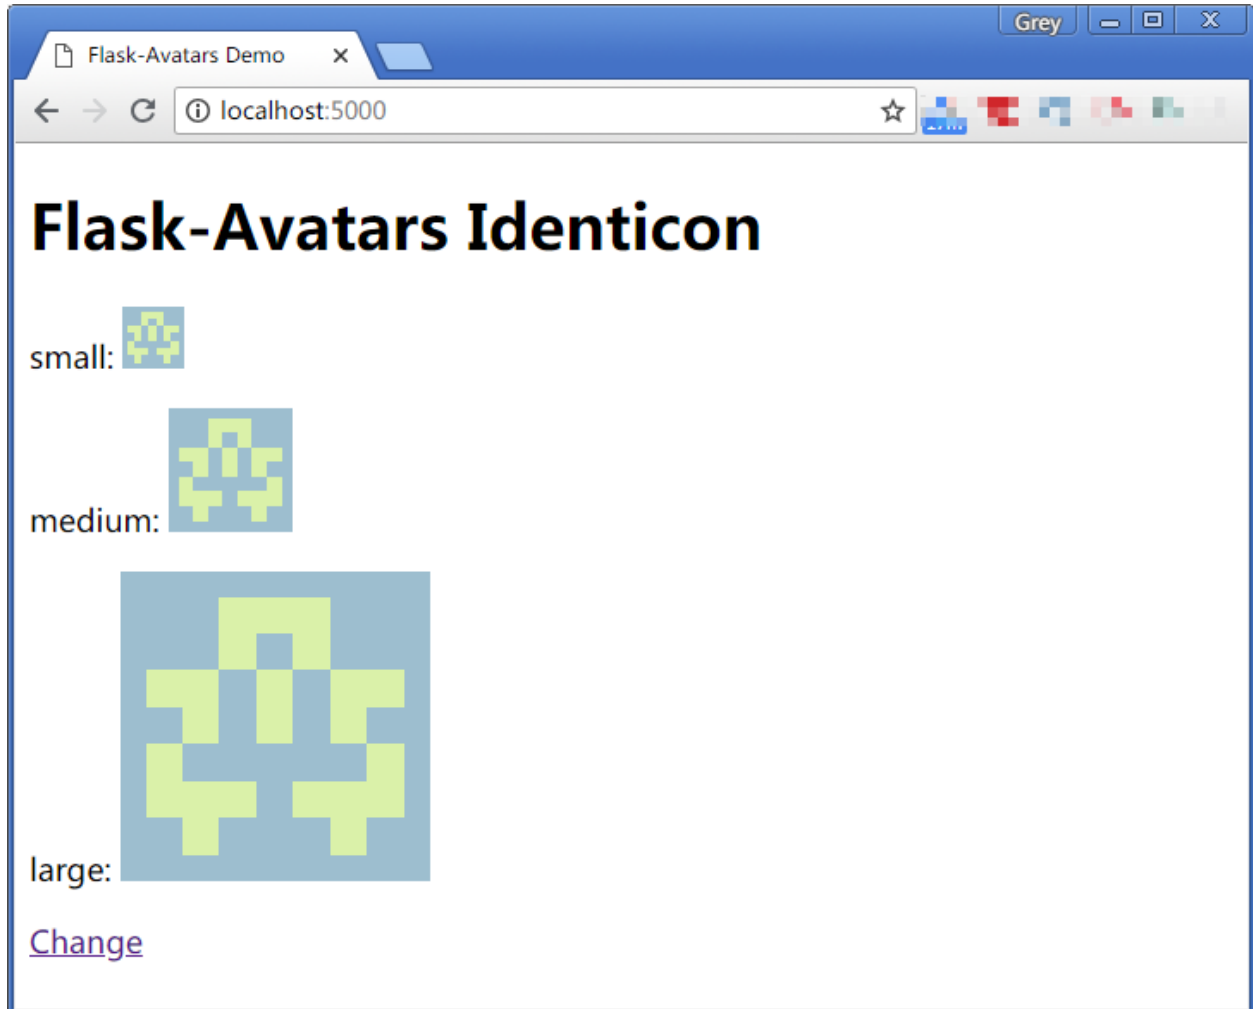 Grey
Flask-Avatars Demo
localhost:5000
Flask-Avatars Identicon
small:
medium:
large:
Change